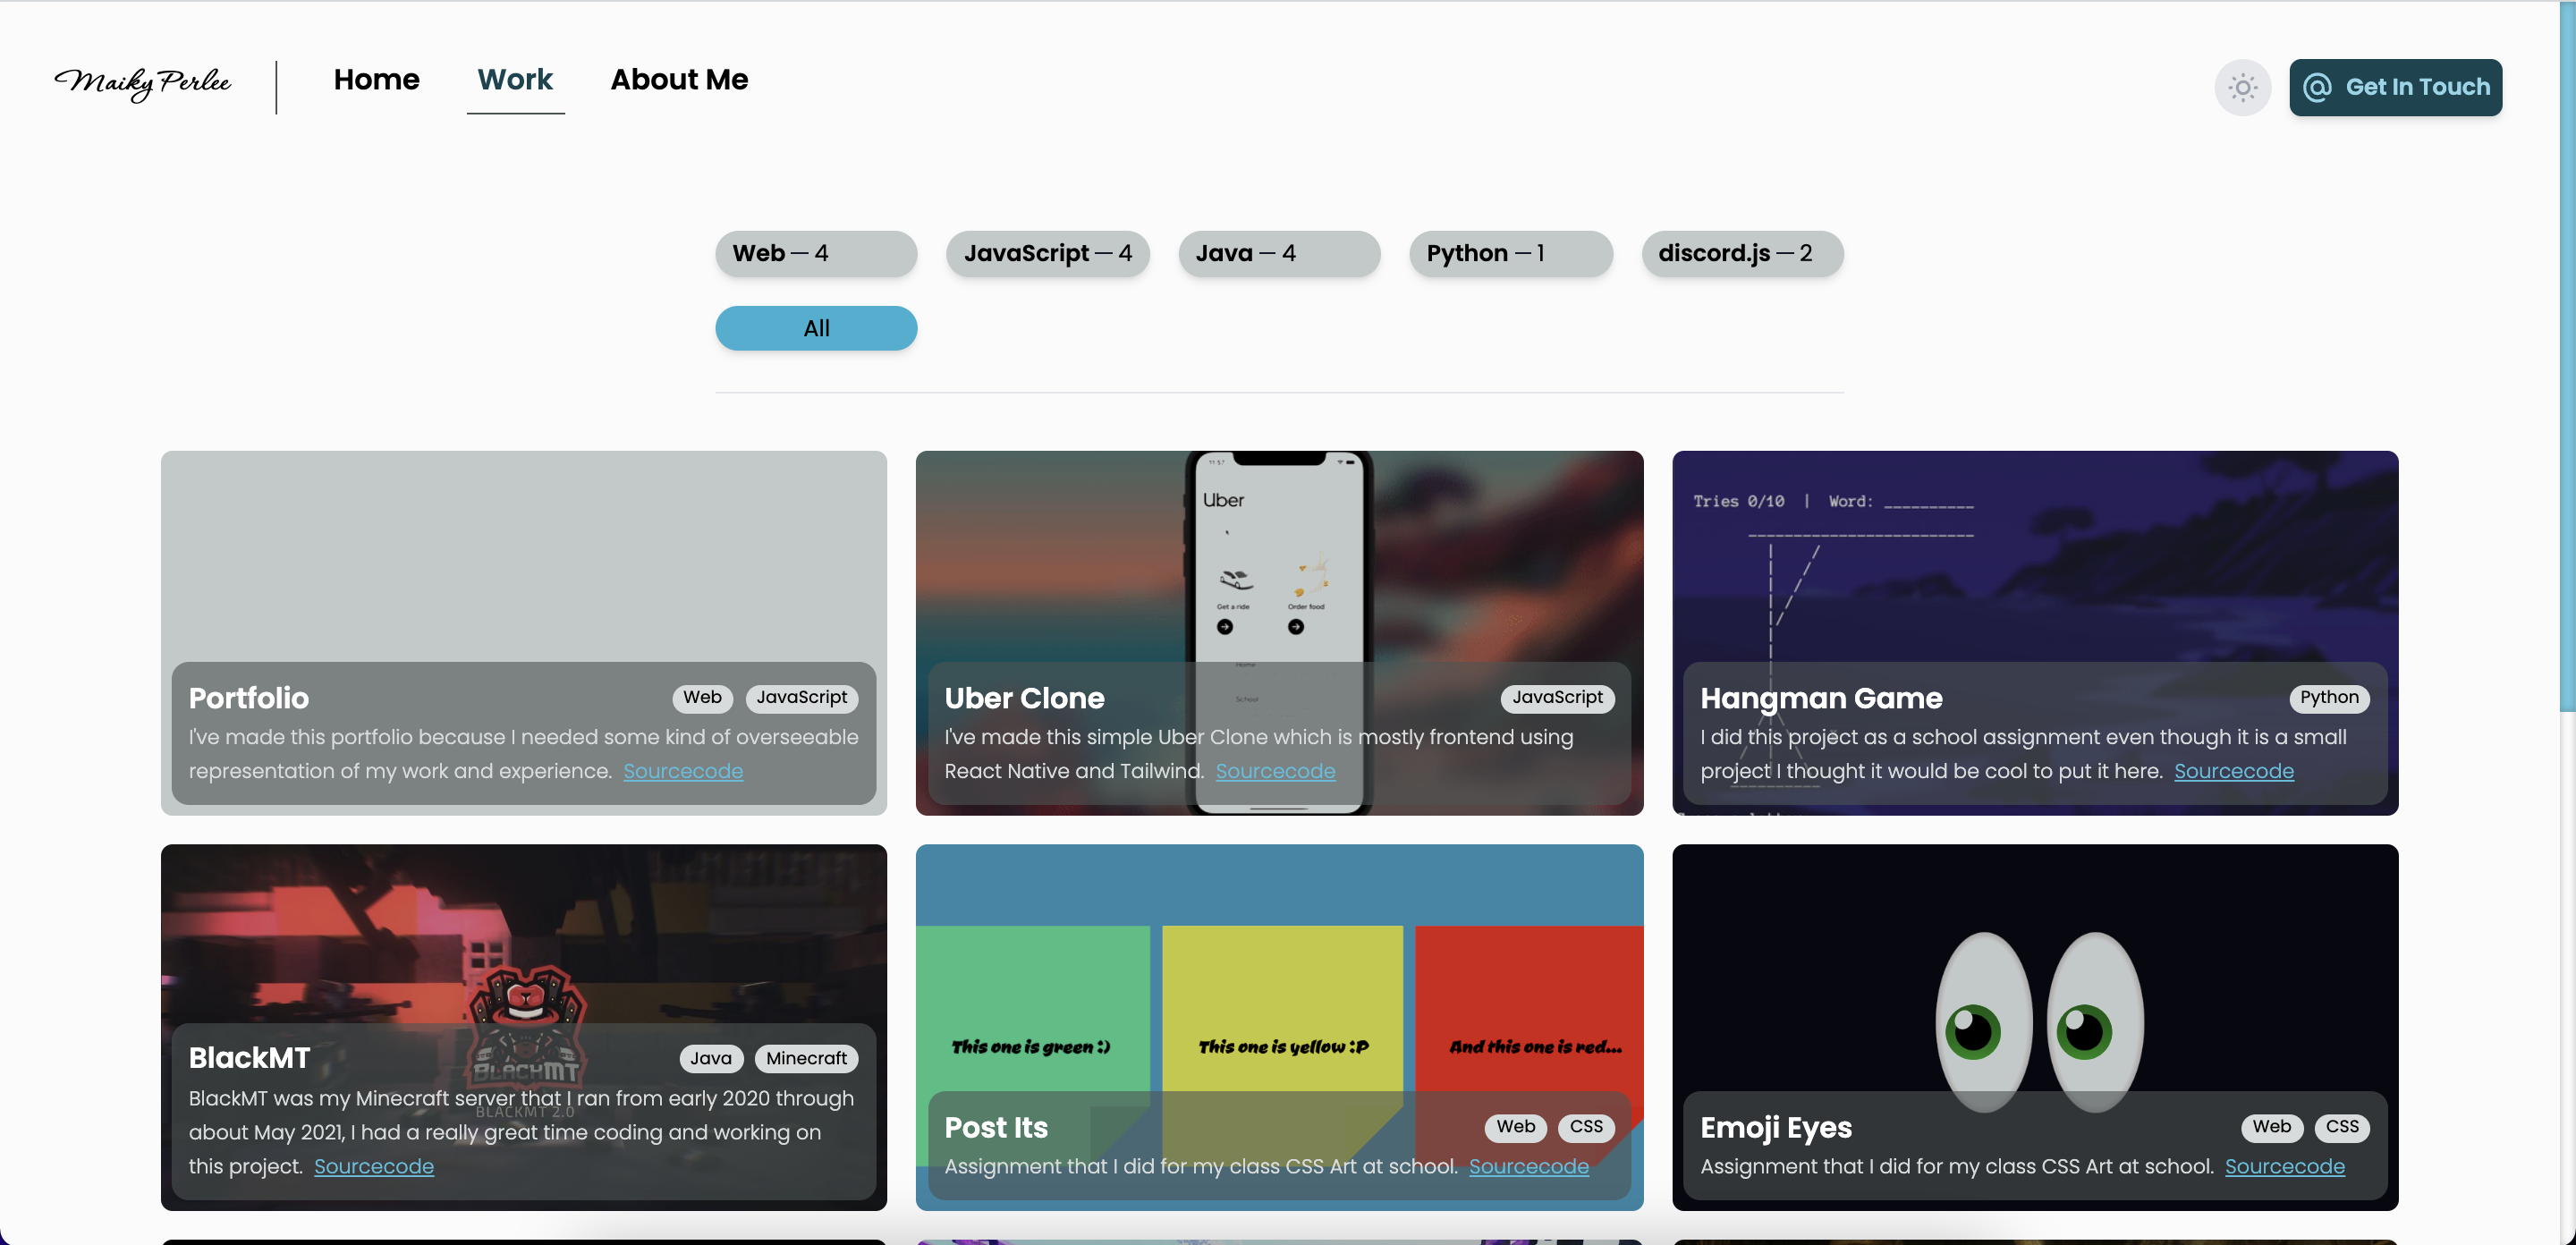 Maiky Perlee
Home
Work
About Me
Get In Touch
Web — 4
JavaScript — 4
Java — 4
Python — 1
discord.js — 2
All
Portfolio
Web
JavaScript
I've made this portfolio because I needed some kind of overseeable
representation of my work and experience. Sourcecode
11:57
Uber
Get a ride
Order food
Home
School
Uber Clone
JavaScript
I've made this simple Uber Clone which is mostly frontend using
React Native and Tailwind. Sourcecode
Tries 0/10 | Word: __________
Hangman Game
Python
I did this project as a school assignment even though it is a small
project I thought it would be cool to put it here. Sourcecode
BLACKMT
BLACKMT 2.0
BlackMT
Java
Minecraft
BlackMT was my Minecraft server that I ran from early 2020 through
about May 2021, I had a really great time coding and working on
this project. Sourcecode
This one is green :)
This one is yellow :P
And this one is red...
Post Its
Web
CSS
Assignment that I did for my class CSS Art at school. Sourcecode
Emoji Eyes
Web
CSS
Assignment that I did for my class CSS Art at school. Sourcecode